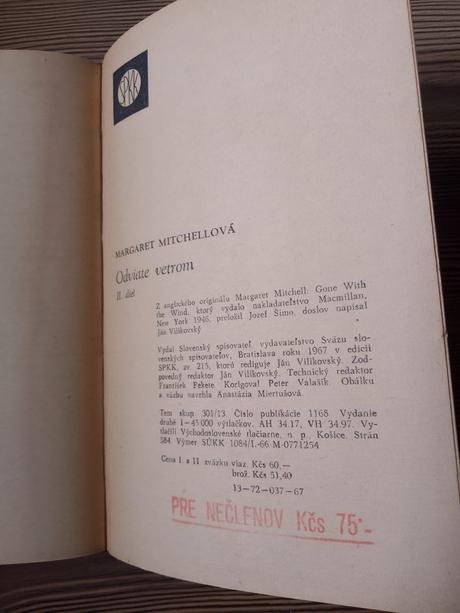 SPKK
MARGARET MITCHELLOVÁ
Odviate vetrom
II. diel
Z anglického originálu Margaret Mitchell: Gone With
the Wind, ktorý vydalo nakladateľstvo Macmillan,
New York 1946, preložil Jozef Šimo, doslov napísal
Ján Vilikovský
Vydal Slovenský spisovateľ, vydavateľstvo Sväzu slo-
venských spisovateľov, Bratislava roku 1967 v edícii
SPKK, zv. 215, ktorú rediguje Ján Vilikovský. Zod-
povedný redaktor Ján Vilikovský. Technický redaktor
František Fekete. Korigoval Peter Valašík. Obálku
a väzbu navrhla Anastázia Miertušová.
Tem skup 301/13. Číslo publikácie 1168. Vydanie
druhé 1-45000 výtlačkov. AH 34.17, VH 34.97. Vy-
tlačili Východoslovenské tlačiarne, n. p., Košice. Strán
584. Výmer SÚKK 1084/I.-66 M-0771254
Cena I a II zväzku viaz. Kčs 60,—
brož. Kčs 51,40
13-72-037-67
PRE NEČLENOV Kčs 75·-